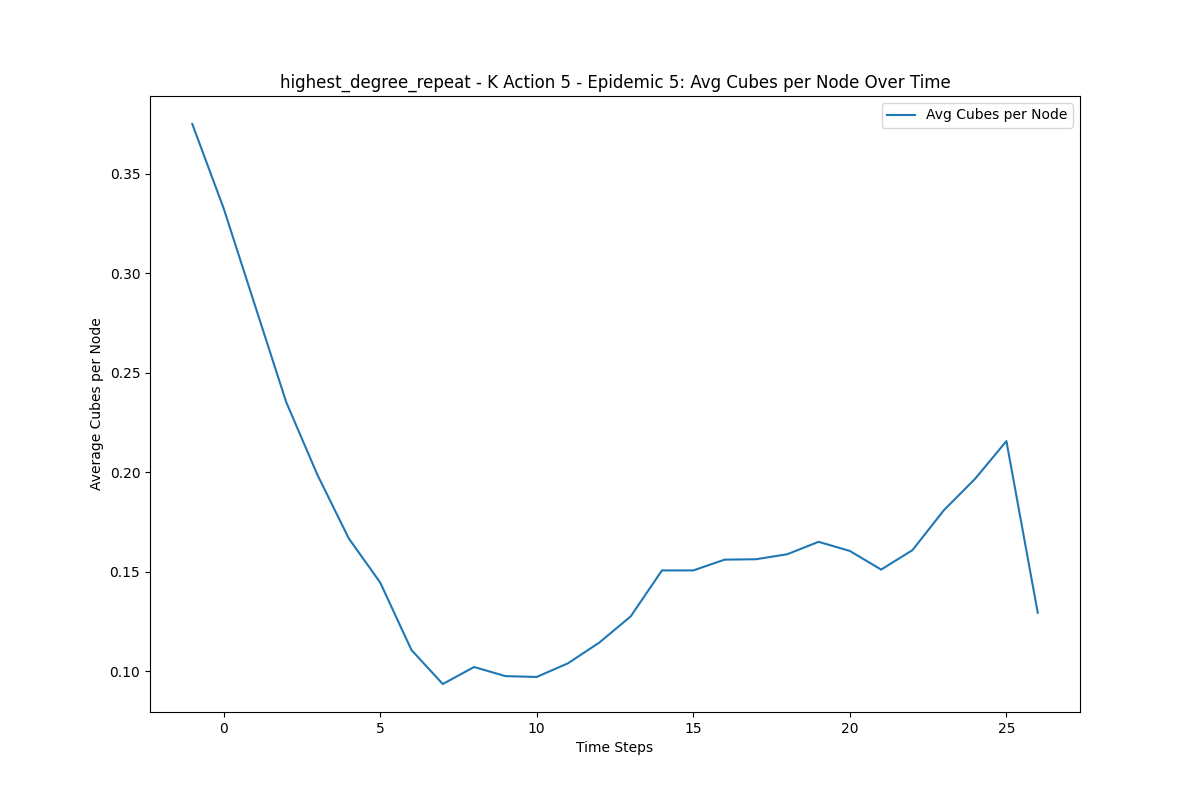 highest_degree_repeat - K Action 5 - Epidemic 5: Avg Cubes per Node Over Time
Avg Cubes per Node
0.35
0.30
0.25
0.20
0.15
0.10
Average Cubes per Node
0 5 10 15 20 25
Time Steps